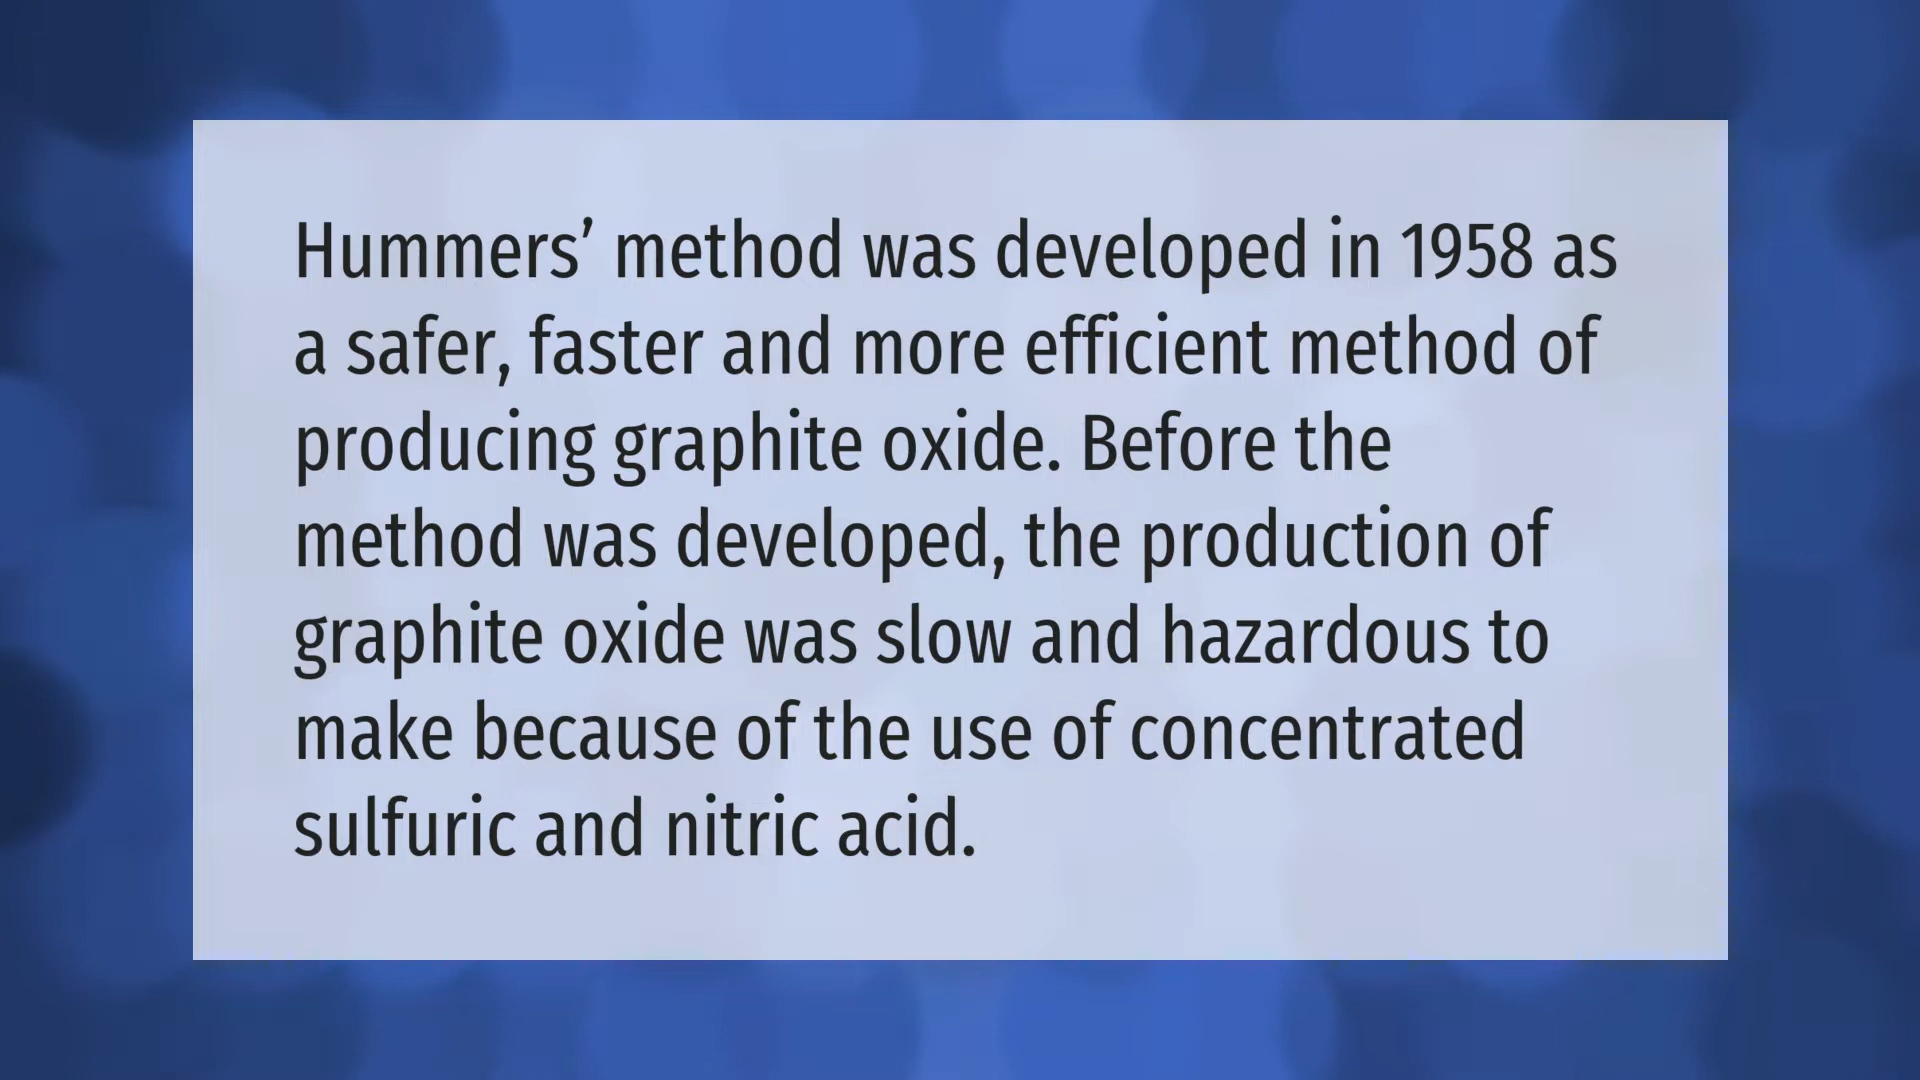 Hummers’ method was developed in 1958 as
a safer, faster and more efficient method of
producing graphite oxide. Before the
method was developed, the production of
graphite oxide was slow and hazardous to
make because of the use of concentrated
sulfuric and nitric acid.